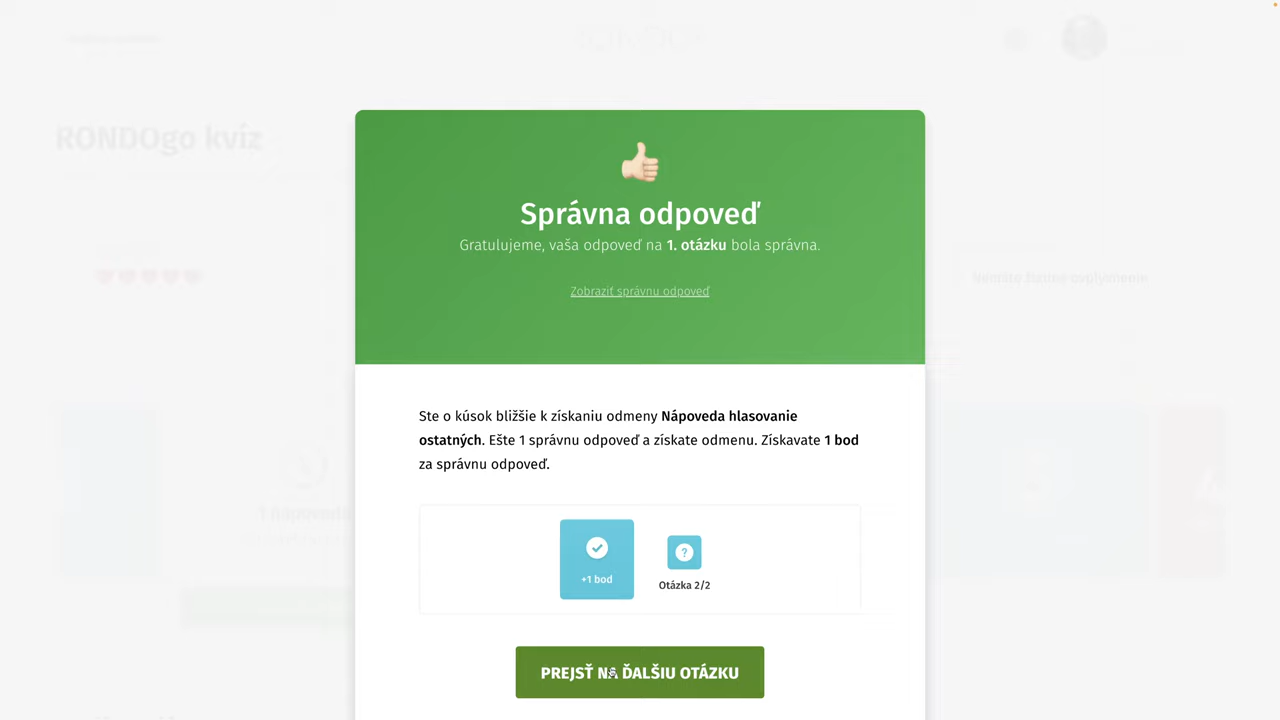 RONDOgo kvíz
Správna odpoveď
Gratulujeme, vaša odpoveď na 1. otázku bola správna.
Zobraziť správnu odpoveď
Ste o kúsok bližšie k získaniu odmeny Nápoveda hlasovanie
ostatných. Ešte 1 správnu odpoveď a získate odmenu. Získavate 1 bod
za správnu odpoveď.
+1 bod
?
Otázka 2/2
PREJSŤ NA ĎALŠIU OTÁZKU